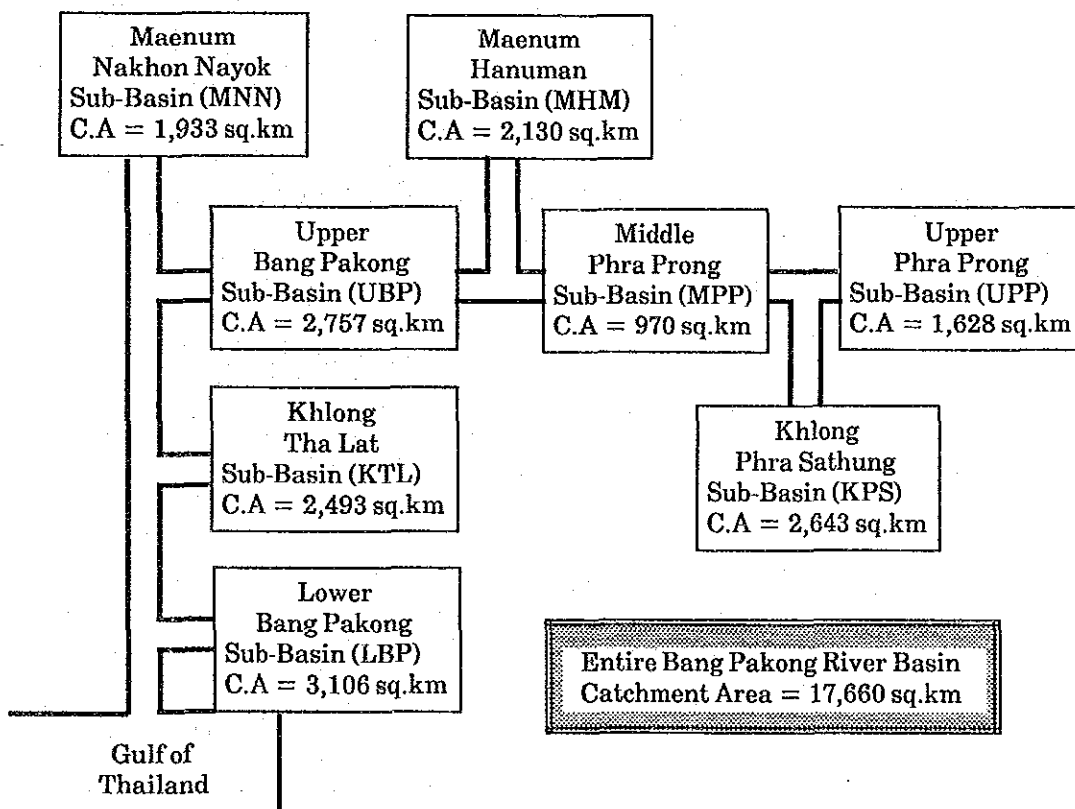 Maenum
Nakhon Nayok
Sub-Basin (MNN)
C.A = 1,933 sq.km
Maenum
Hanuman
Sub-Basin (MHM)
C.A = 2,130 sq.km
Upper
Bang Pakong
Sub-Basin (UBP)
C.A = 2,757 sq.km
Middle
Phra Prong
Sub-Basin (MPP)
C.A = 970 sq.km
Upper
Phra Prong
Sub-Basin (UPP)
C.A = 1,628 sq.km
Khlong
Tha Lat
Sub-Basin (KTL)
C.A = 2,493 sq.km
Khlong
Phra Sathung
Sub-Basin (KPS)
C.A = 2,643 sq.km
Lower
Bang Pakong
Sub-Basin (LBP)
C.A = 3,106 sq.km
Entire Bang Pakong River Basin
Catchment Area = 17,660 sq.km
Gulf of
Thailand